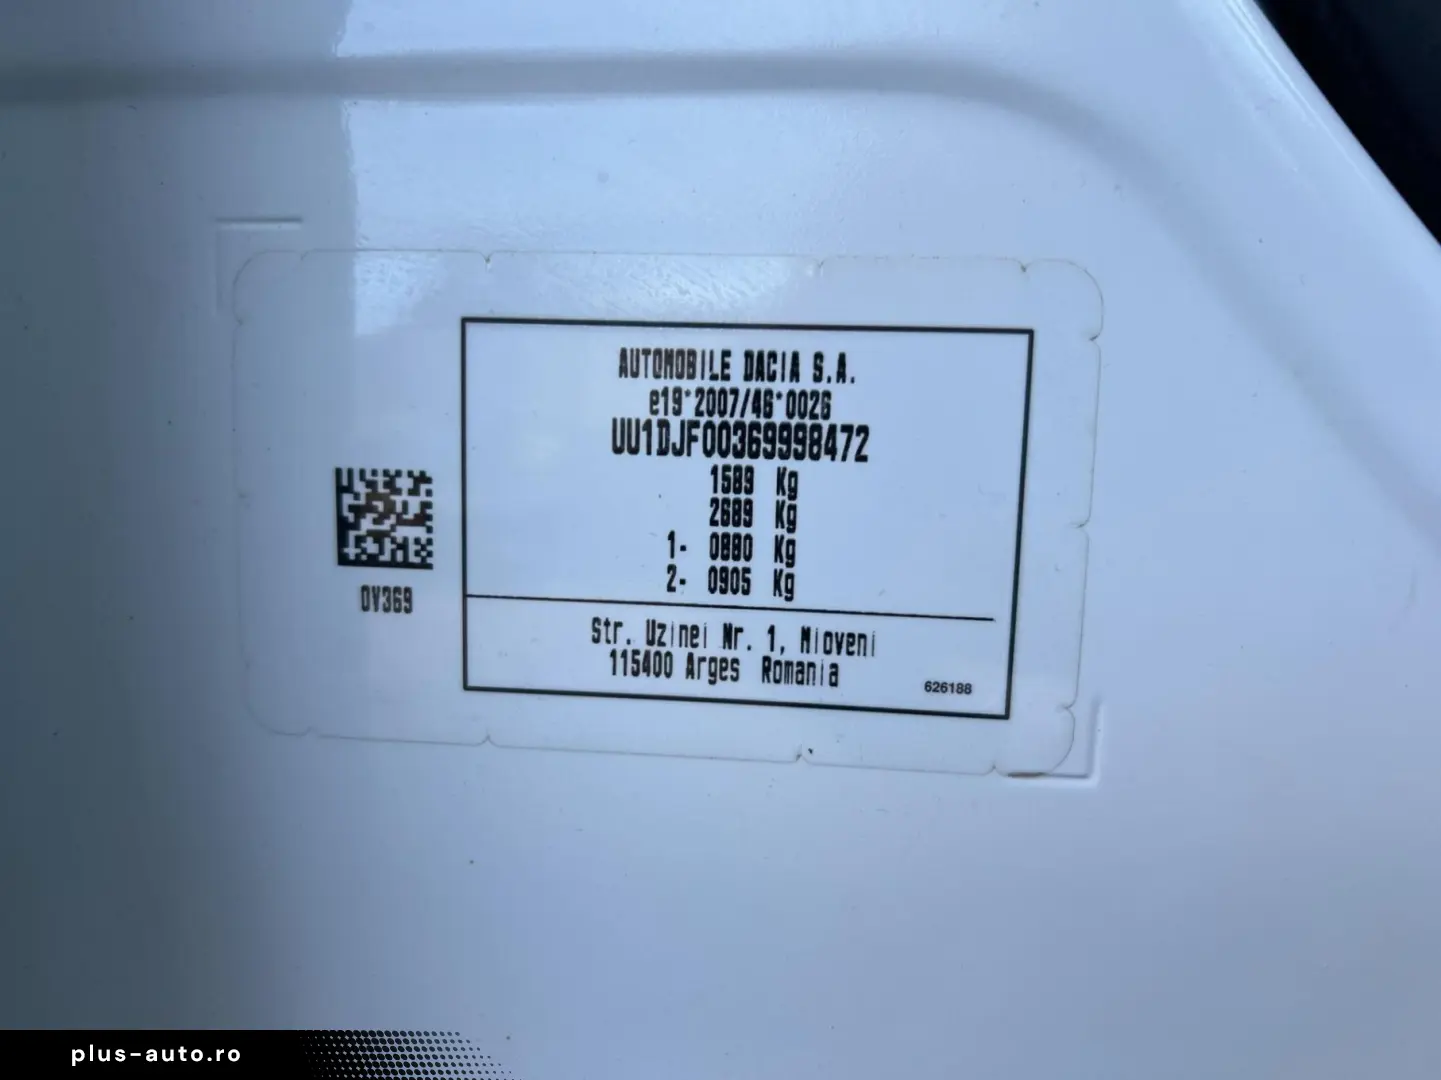 AUTOMOBILE DACIA S.A.
e19*2007/46*0026
UU1DJF00369998472
1589 Kg
2689 Kg
1- 0880 Kg
2- 0905 Kg
0V369
Str. Uzinei Nr. 1, Mioveni
115400 Arges Romania
626188
plus-auto.ro